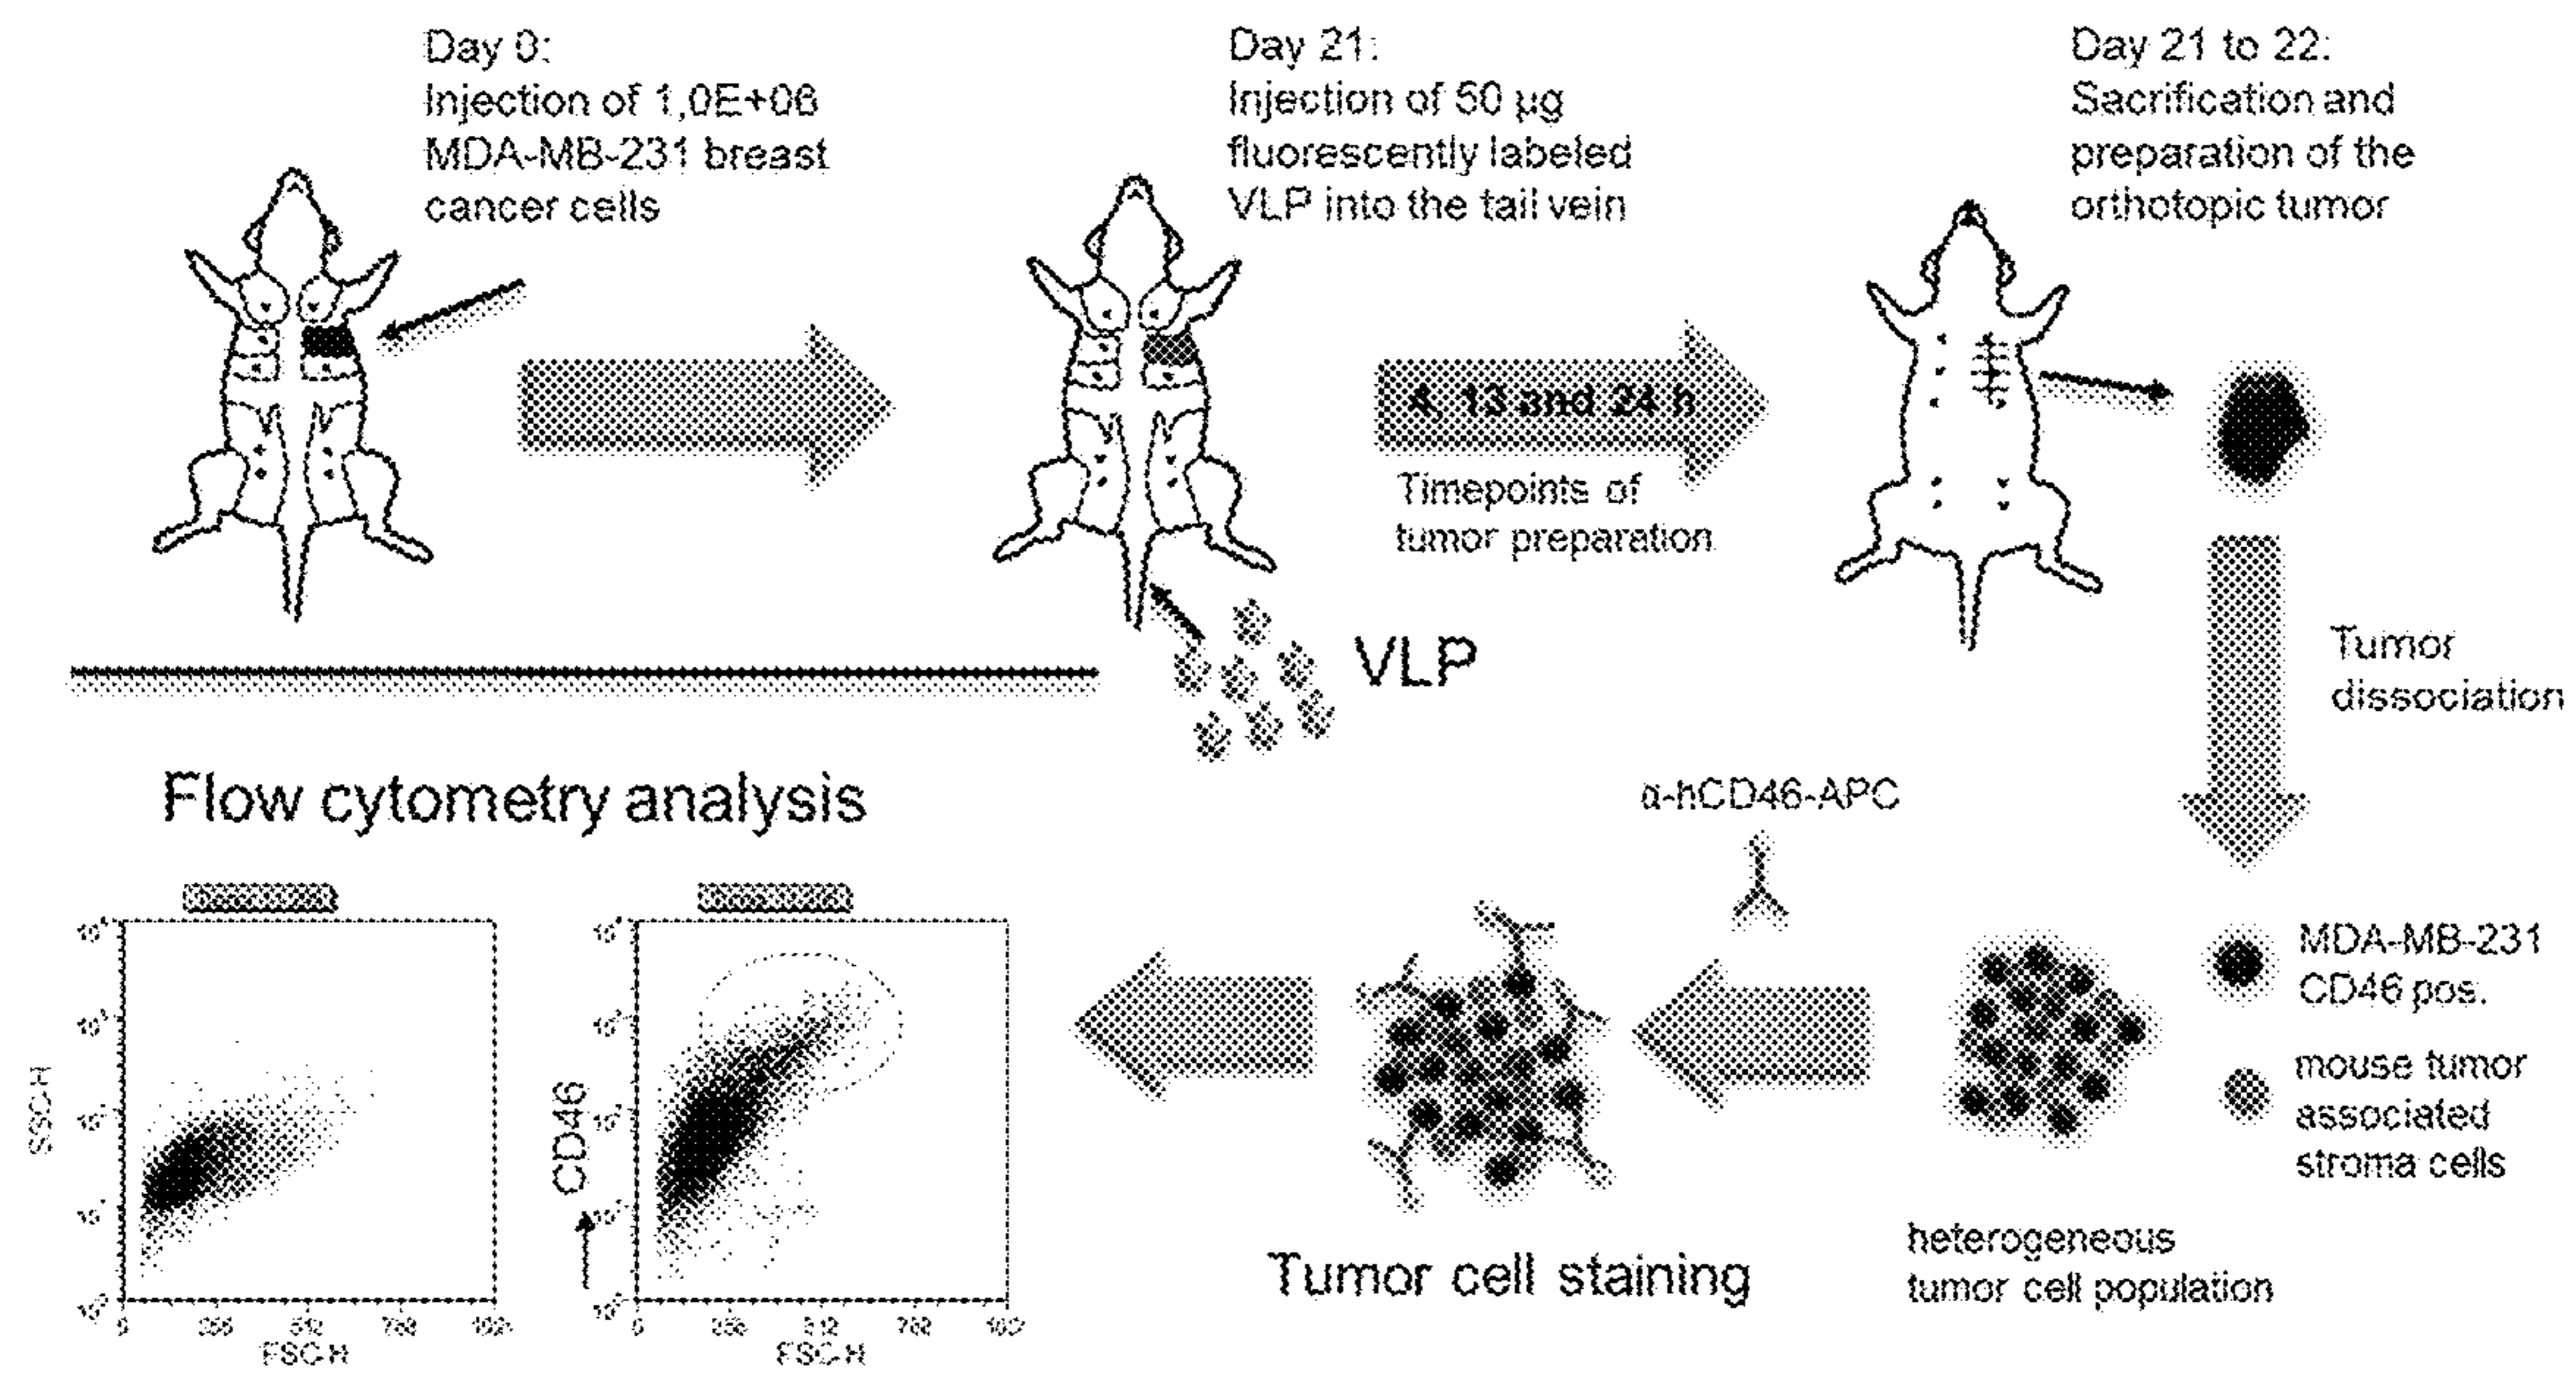 Day 0:
Injection of 1,0E+06
MDA-MB-231 breast
cancer cells
Day 21:
Injection of 50 µg
fluorescently labeled
VLP into the tail vein
Day 21 to 22:
Sacrification and
preparation of the
orthotopic tumor
4, 13 and 24 h
Timepoints of
tumor preparation
VLP
Tumor
dissociation
Flow cytometry analysis
α-hCD46-APC
MDA-MB-231
CD46 pos.
mouse tumor
associated
stroma cells
heterogeneous
tumor cell population
Tumor cell staining
SSC-H
FSC-H
CD46
FSC-H